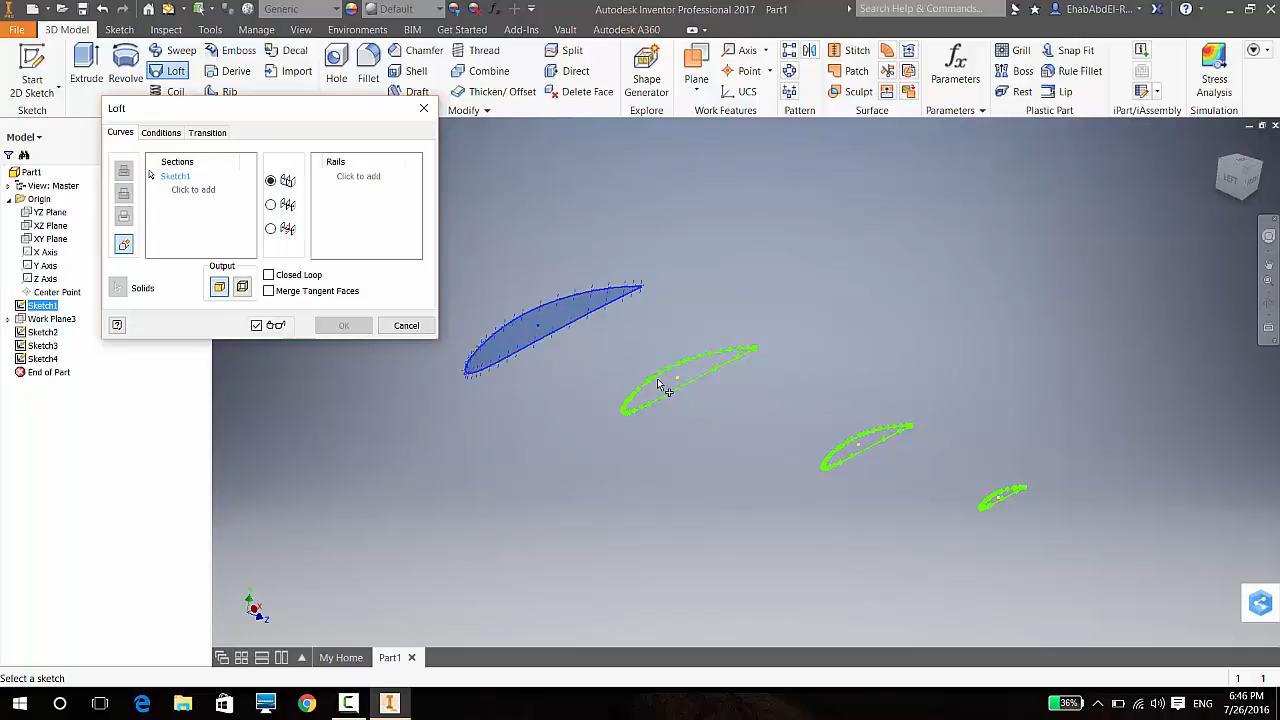 Generic
Default
Autodesk Inventor Professional 2017 Part1
Search Help & Commands...
EhabAbdEl-R...
File
3D Model
Sketch
Inspect
Tools
Manage
View
Environments
BIM
Get Started
Add-Ins
Vault
Autodesk A360
Start
2D Sketch
Extrude
Revolve
Sweep
Loft
Coil
Emboss
Derive
Rib
Decal
Import
Hole
Fillet
Chamfer
Shell
Draft
Thread
Combine
Thicken/ Offset
Split
Direct
Delete Face
Shape
Generator
Plane
Axis
Point
UCS
Stitch
Patch
Sculpt
fx
Parameters
Grill
Boss
Rest
Snap Fit
Rule Fillet
Lip
Stress
Analysis
Sketch
Modify
Explore
Work Features
Pattern
Surface
Parameters
Plastic Part
iPart/iAssembly
Simulation
Model
Part1
View: Master
Origin
YZ Plane
XZ Plane
XY Plane
X Axis
Y Axis
Z Axis
Center Point
Sketch1
Work Plane3
Sketch2
Sketch3
Sketch4
End of Part
Loft
Curves
Conditions
Transition
Sections
Sketch1
Click to add
Rails
Click to add
Output
Solids
Closed Loop
Merge Tangent Faces
OK
Cancel
LEFT
Z
My Home
Part1
Select a sketch
1 1
36%
ENG
6:46 PM
7/26/2016